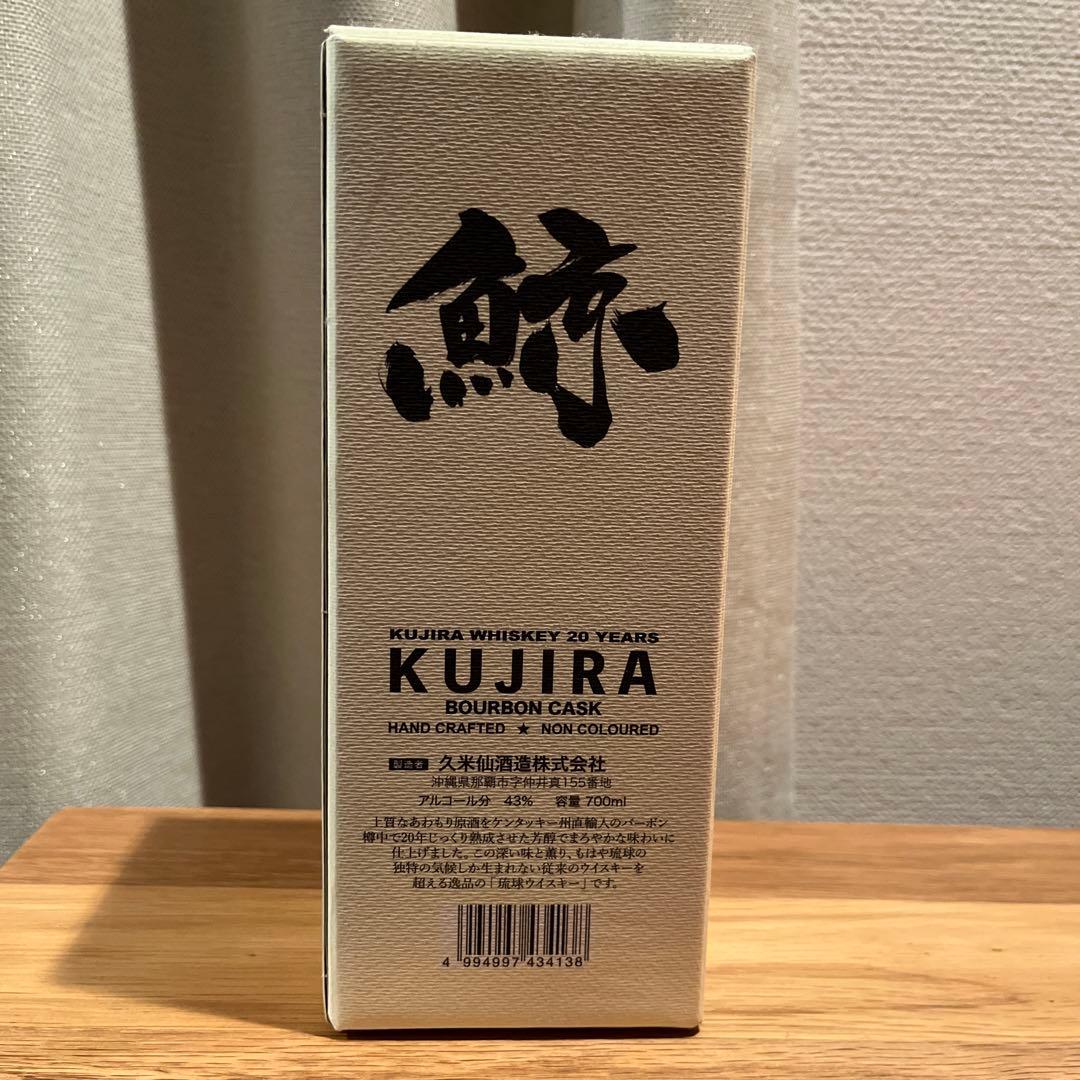 鯨
KUJIRA WHISKEY 20 YEARS
KUJIRA
BOURBON CASK
HAND CRAFTED ★ NON COLOURED
製造者 久米仙酒造株式会社
沖縄県那覇市字仲井真155番地
アルコール分 43% 容量 700ml
上質なあわもり原酒をケンタッキー州直輸入のバーボン
樽中で20年じっくり熟成させた芳醇でまろやかな味わいに
仕上げました。この深い味と薫り、もはや琉球の
独特の気候しか生まれない従来のウイスキーを
超える逸品の「琉球ウイスキー」です。
4 994997 434138